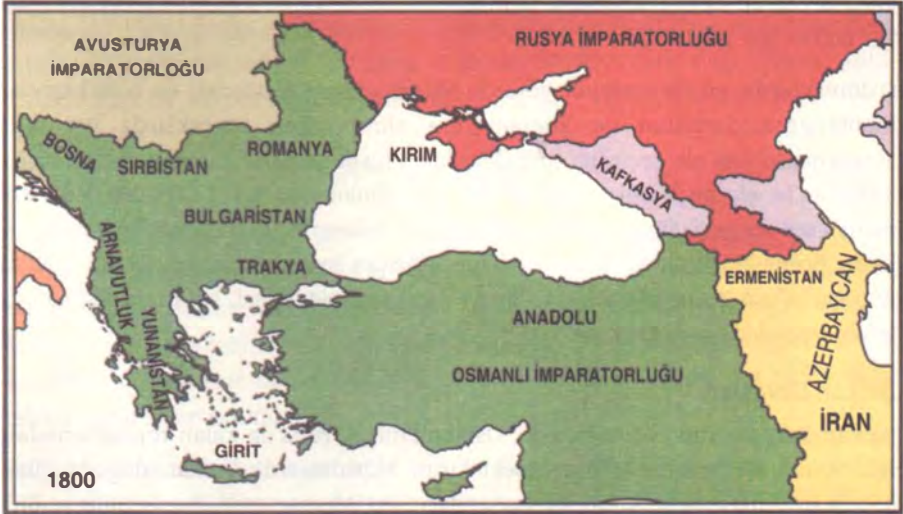 AVUSTURYA
İMPARATORLOĞU
RUSYA İMPARATORLUĞU
BOSNA
SIRBİSTAN
ROMANYA
KIRIM
KAFKASYA
BULGARİSTAN
ARNAVUTLUK
TRAKYA
ERMENİSTAN
AZERBAYCAN
YUNANİSTAN
ANADOLU
OSMANLI İMPARATORLUĞU
İRAN
GİRİT
1800